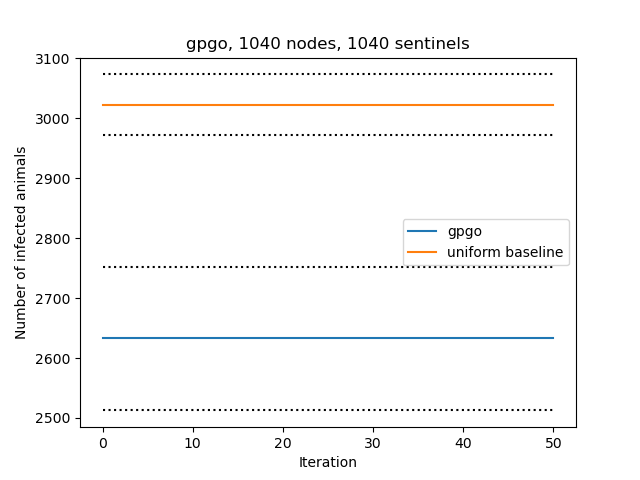 gpgo, 1040 nodes, 1040 sentinels
3100
3000
2900
2800
2700
2600
2500
Number of infected animals
gpgo
uniform baseline
0 10 20 30 40 50
Iteration